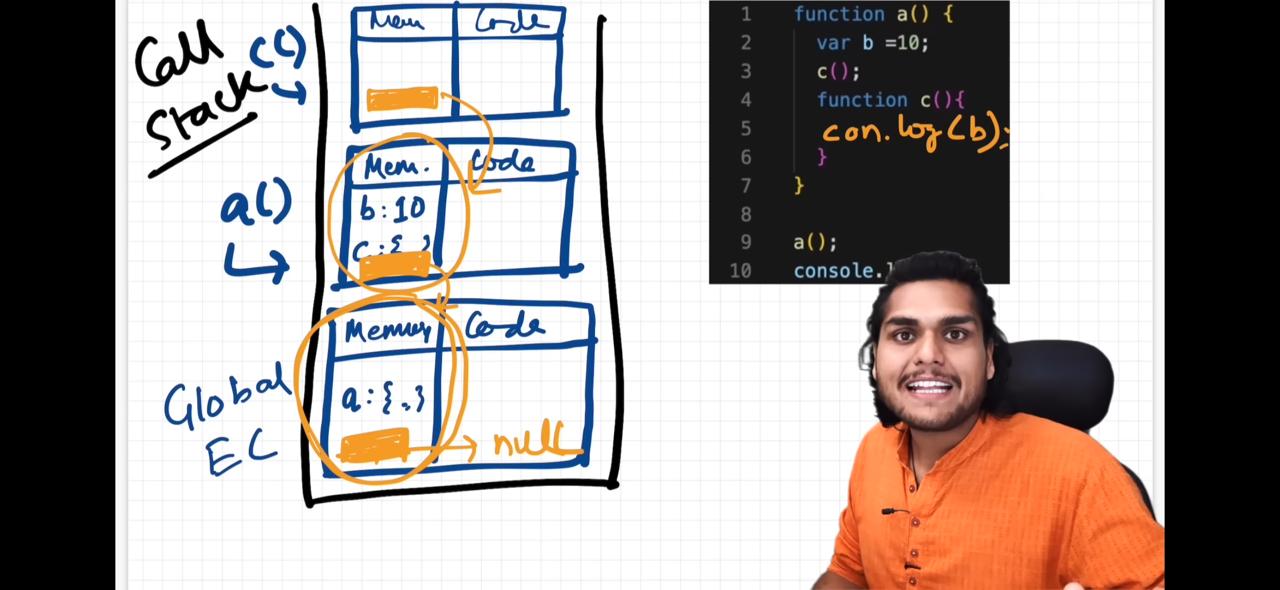 Call
Stack
c()
Mem Code
a()
Mem. Code
b:10
c:{ }
Global
EC
Memory Code
a:{.}
null
1 function a() {
2 var b =10;
3 c();
4 function c(){
5 con.log(b);
6 }
7 }
8
9 a();
10 console.